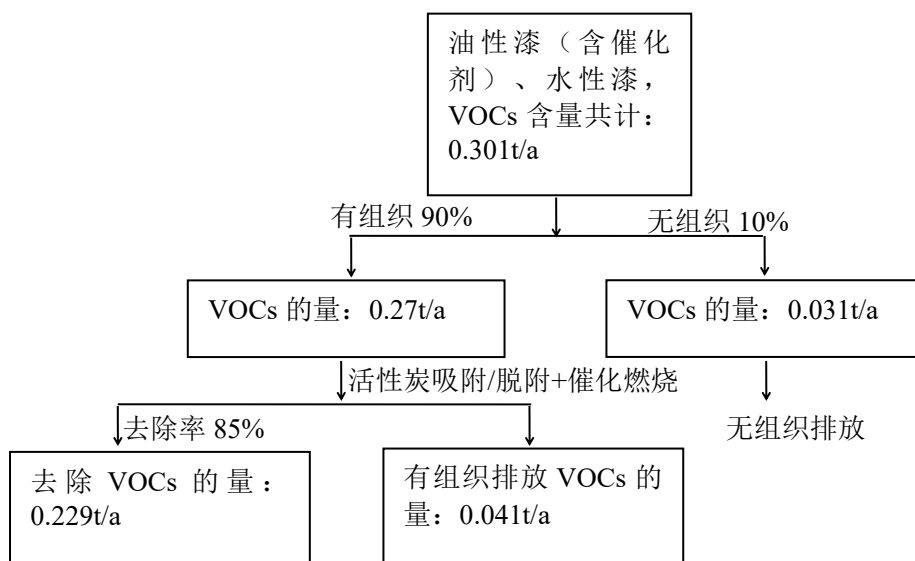 油性漆（含催化
剂）、水性漆，
VOCs 含量共计：
0.301t/a
有组织 90%
无组织 10%
VOCs 的量：0.27t/a
VOCs 的量：0.031t/a
活性炭吸附/脱附+催化燃烧
去除率 85%
无组织排放
去除 VOCs 的量：
0.229t/a
有组织排放 VOCs 的
量：0.041t/a